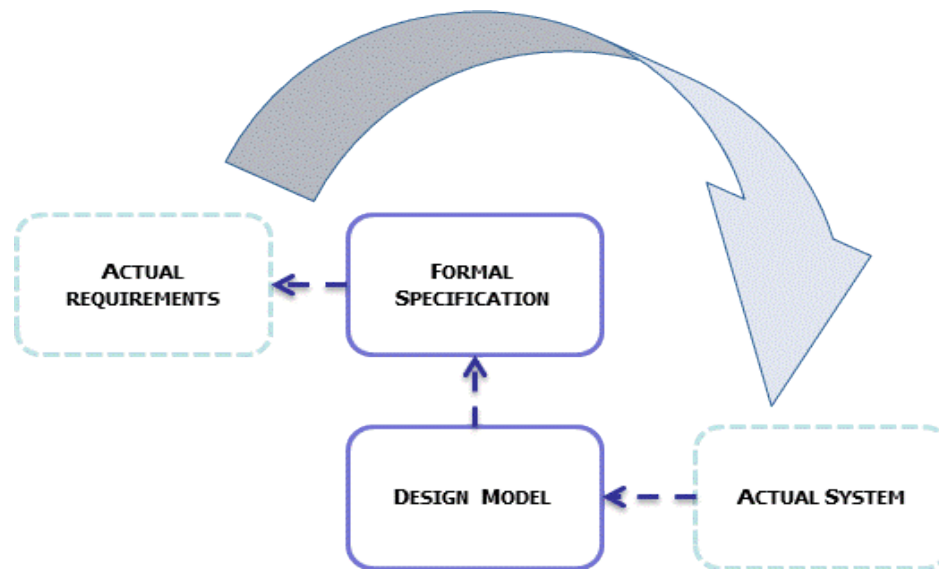 ACTUAL
REQUIREMENTS
FORMAL
SPECIFICATION
DESIGN MODEL
ACTUAL SYSTEM